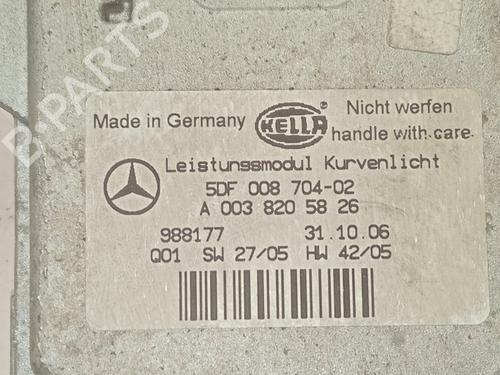 B-PARTS
Made in Germany
HELLA
Nicht werfen
handle with care.
Leistungsmodul Kurvenlicht
5DF 008 704-02
A 003 820 58 26
988177 31.10.06
Q01 SW 27/05 HW 42/05